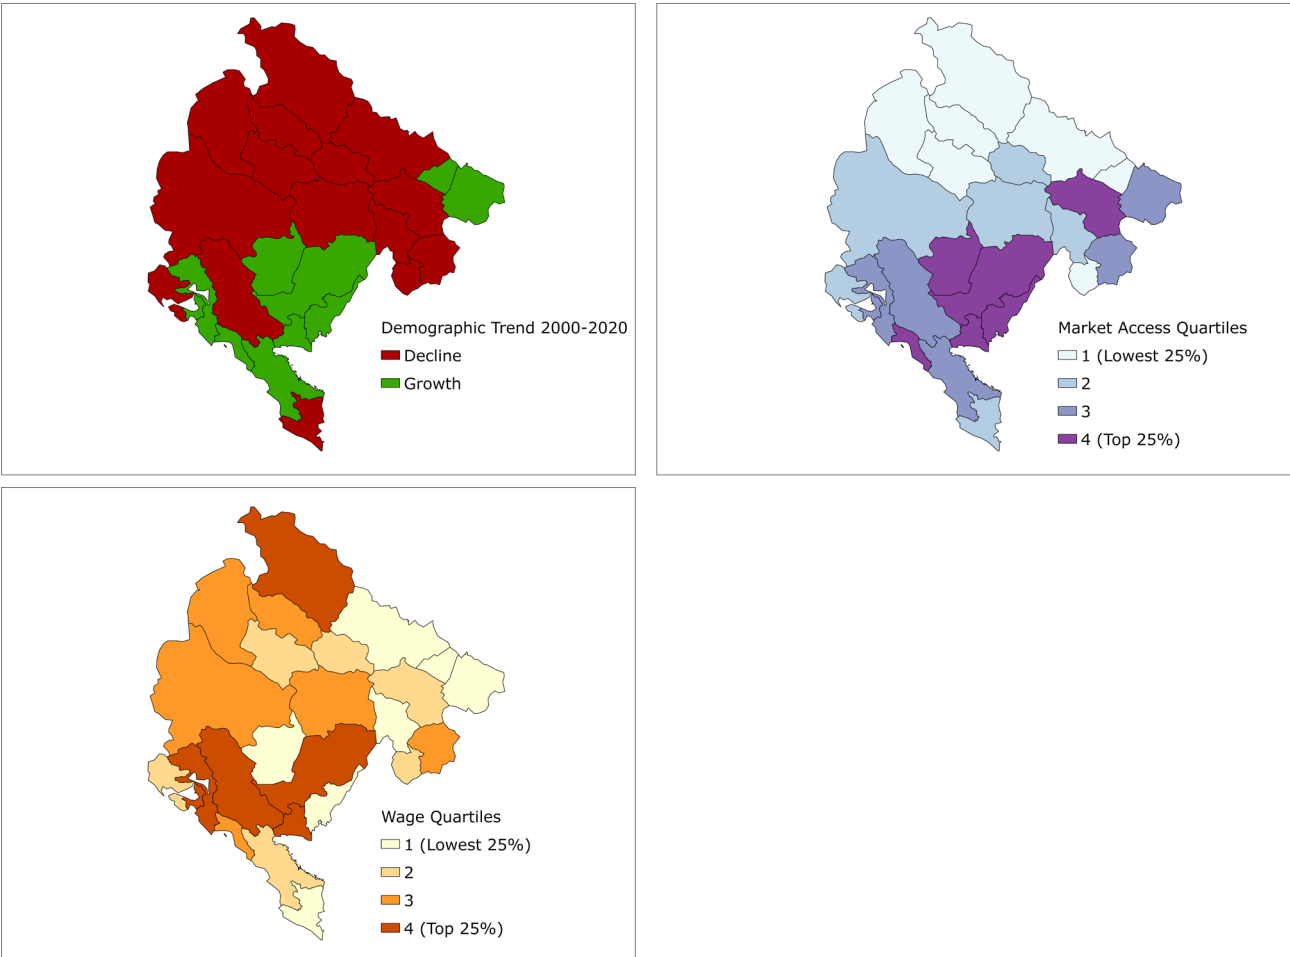 Demographic Trend 2000-2020
Decline
Growth
Market Access Quartiles
1 (Lowest 25%)
2
3
4 (Top 25%)
Wage Quartiles
1 (Lowest 25%)
2
3
4 (Top 25%)